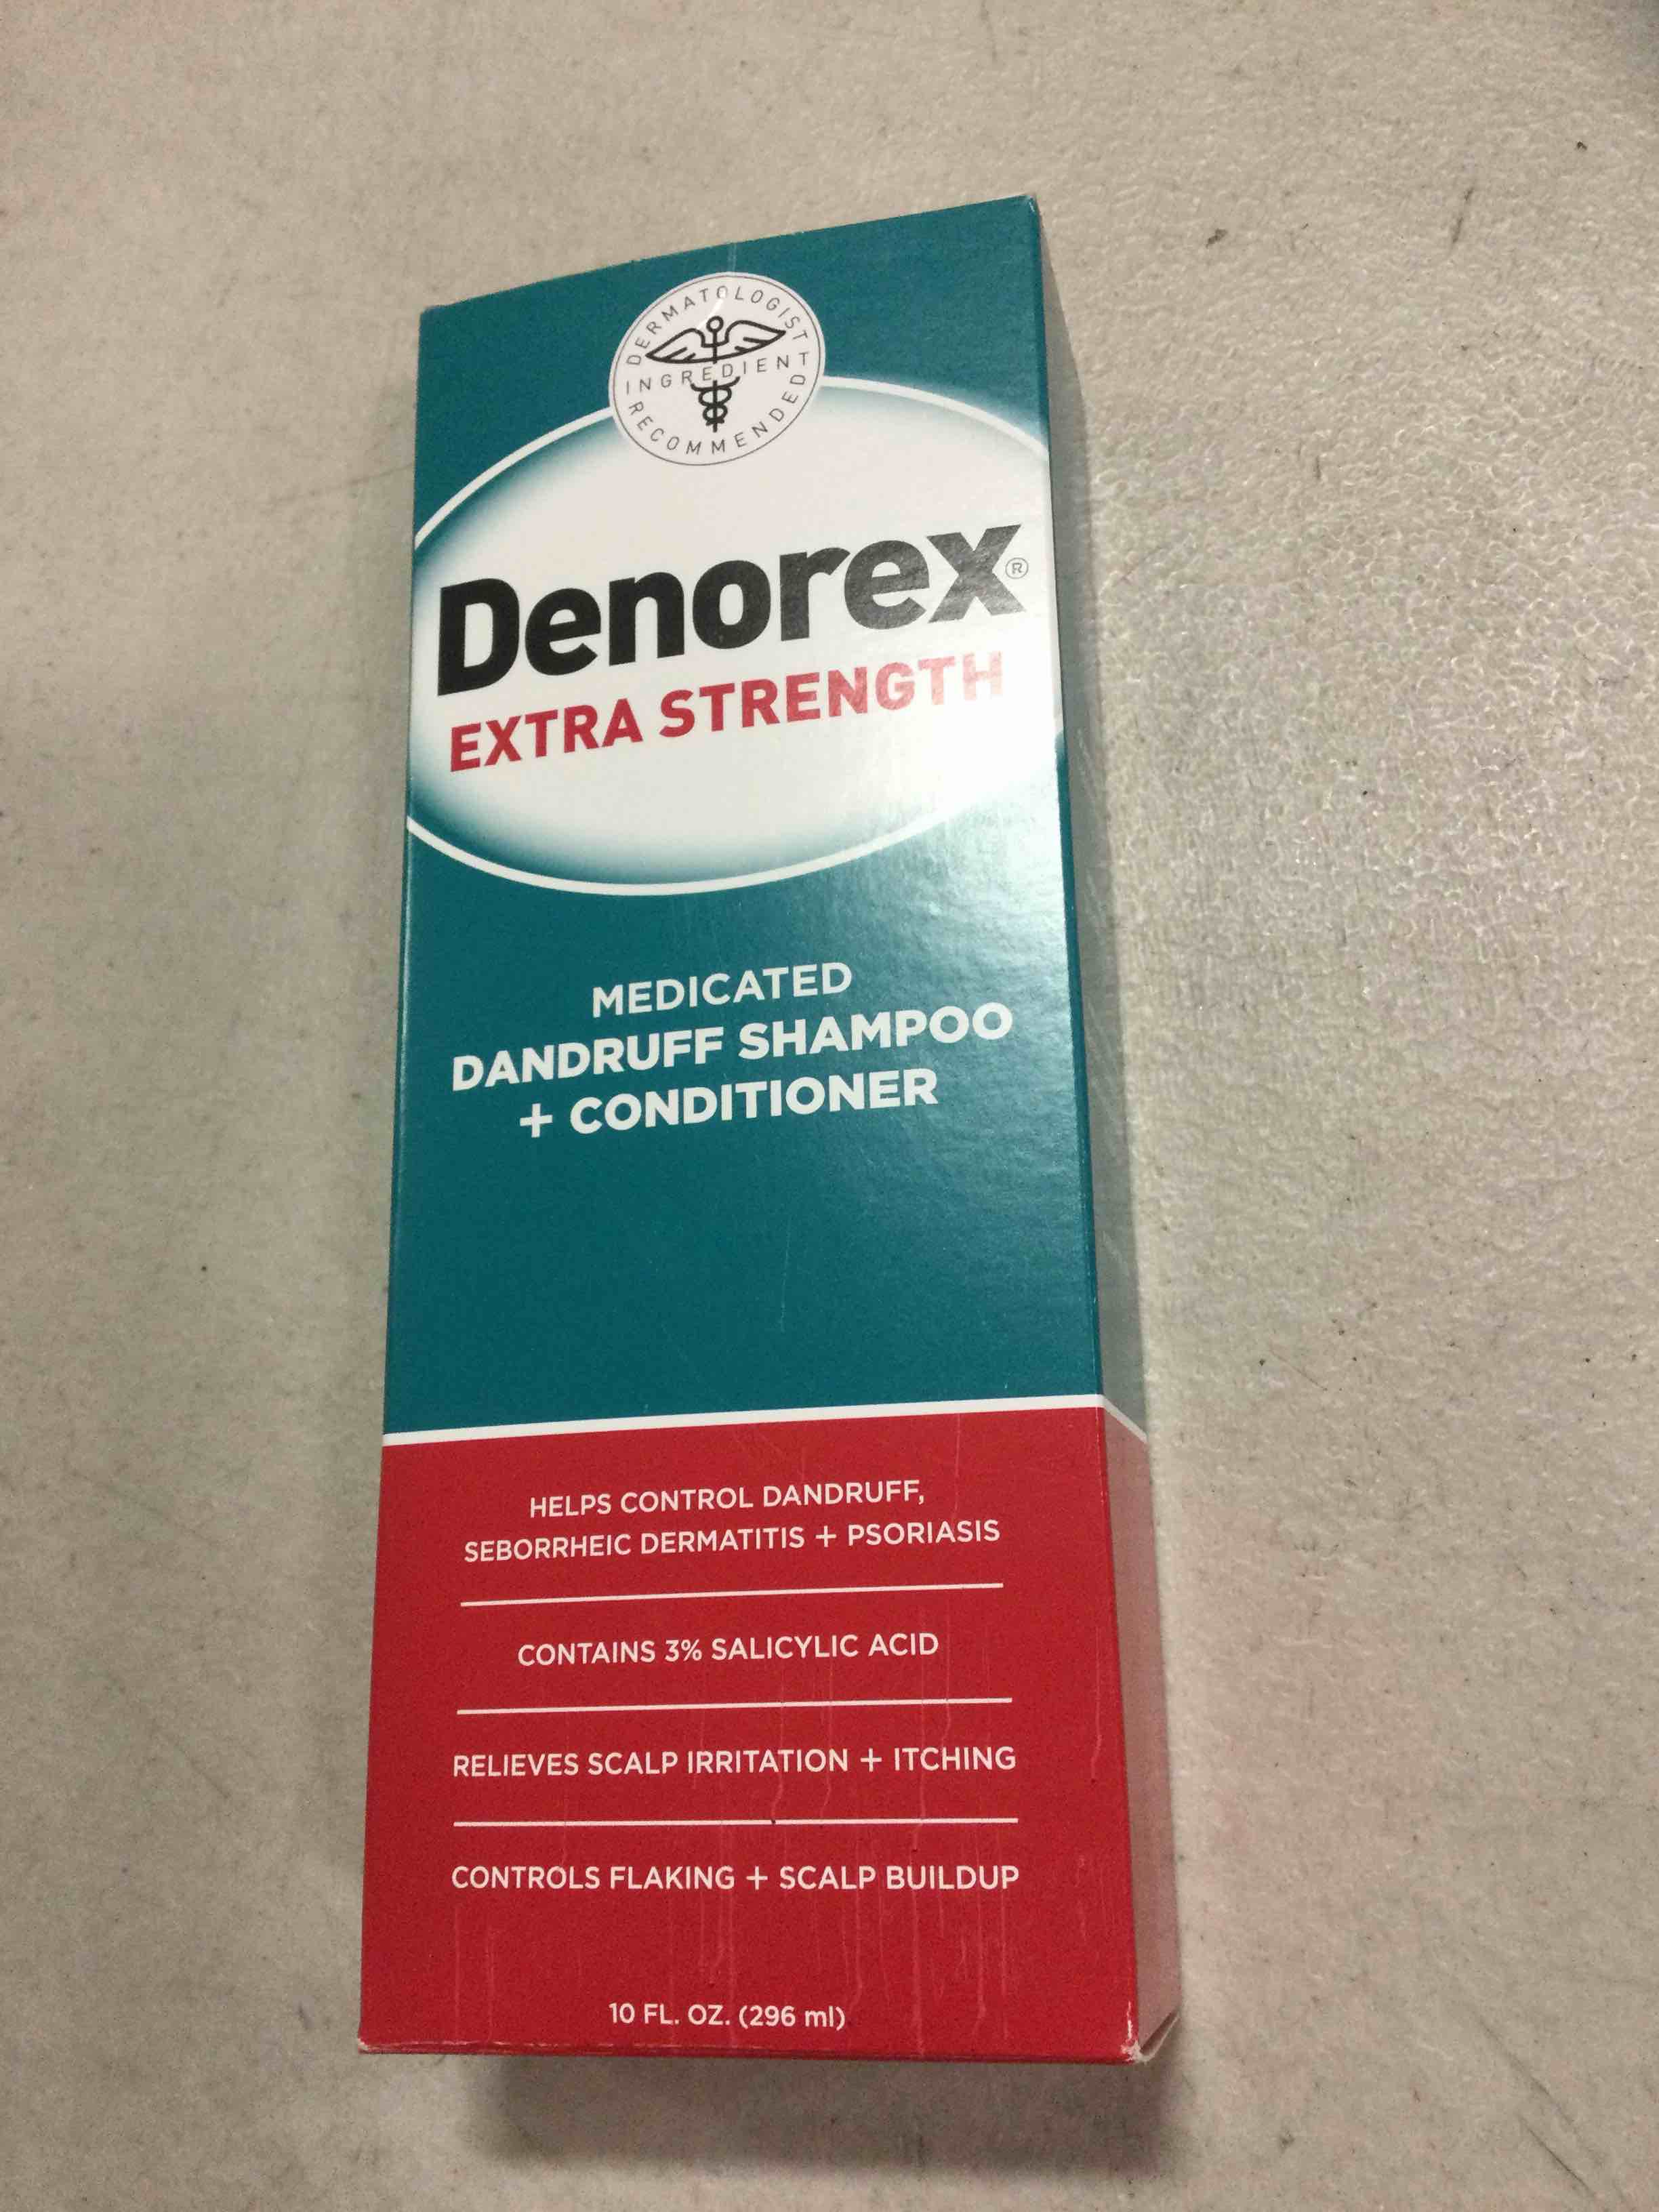 DERMATOLOGIST
INGREDIENT
RECOMMENDED
Denorex®
EXTRA STRENGTH
MEDICATED
DANDRUFF SHAMPOO
+ CONDITIONER
HELPS CONTROL DANDRUFF,
SEBORRHEIC DERMATITIS + PSORIASIS
CONTAINS 3% SALICYLIC ACID
RELIEVES SCALP IRRITATION + ITCHING
CONTROLS FLAKING + SCALP BUILDUP
10 FL. OZ. (296 ml)